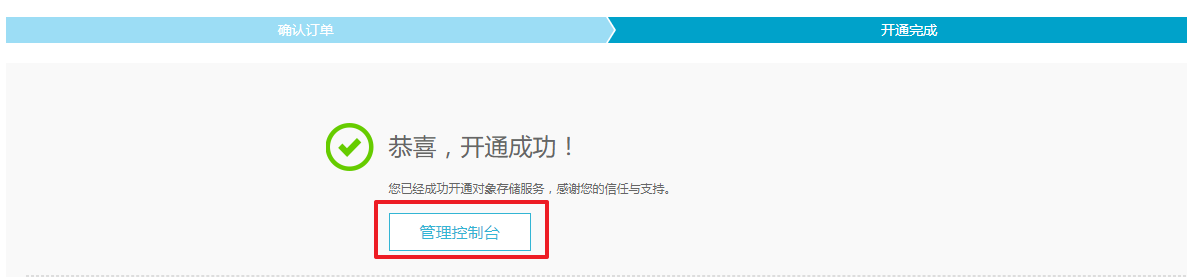 确认订单
开通完成
恭喜，开通成功！
您已经成功开通对象存储服务，感谢您的信任与支持。
管理控制台